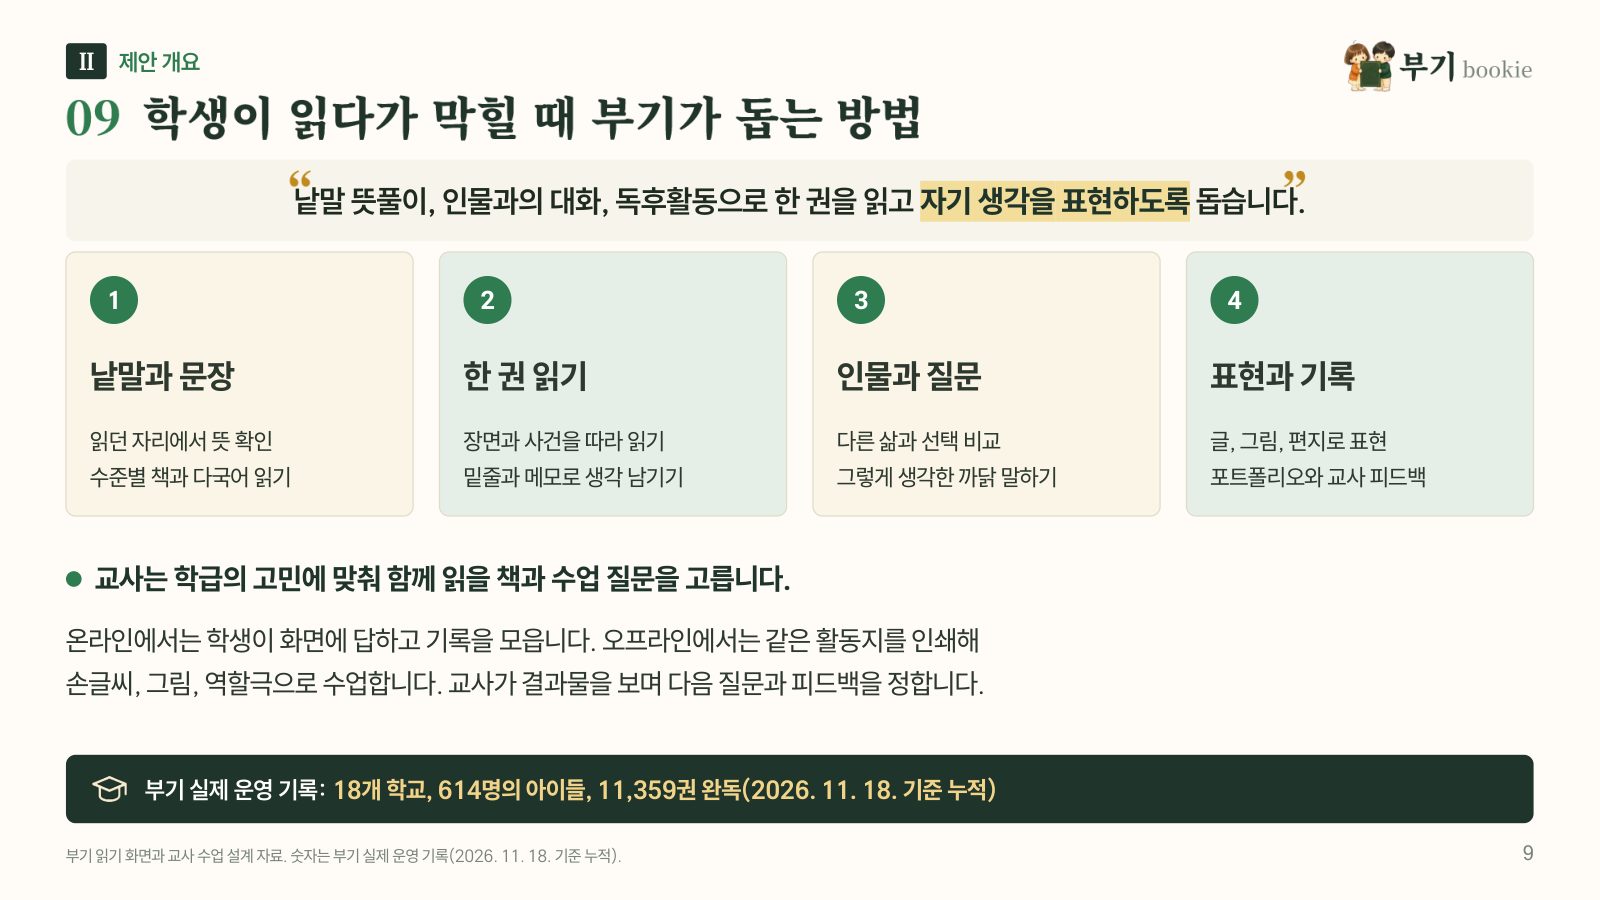 II 제안 개요
부기 bookie
09 학생이 읽다가 막힐 때 부기가 돕는 방법
“낱말 뜻풀이, 인물과의 대화, 독후활동으로 한 권을 읽고 자기 생각을 표현하도록 돕습니다.”
1
낱말과 문장
읽던 자리에서 뜻 확인
수준별 책과 다국어 읽기
2
한 권 읽기
장면과 사건을 따라 읽기
밑줄과 메모로 생각 남기기
3
인물과 질문
다른 삶과 선택 비교
그렇게 생각한 까닭 말하기
4
표현과 기록
글, 그림, 편지로 표현
포트폴리오와 교사 피드백
교사는 학급의 고민에 맞춰 함께 읽을 책과 수업 질문을 고릅니다.
온라인에서는 학생이 화면에 답하고 기록을 모읍니다. 오프라인에서는 같은 활동지를 인쇄해
손글씨, 그림, 역할극으로 수업합니다. 교사가 결과물을 보며 다음 질문과 피드백을 정합니다.
부기 실제 운영 기록: 18개 학교, 614명의 아이들, 11,359권 완독(2026. 11. 18. 기준 누적)
부기 읽기 화면과 교사 수업 설계 자료. 숫자는 부기 실제 운영 기록(2026. 11. 18. 기준 누적).
9